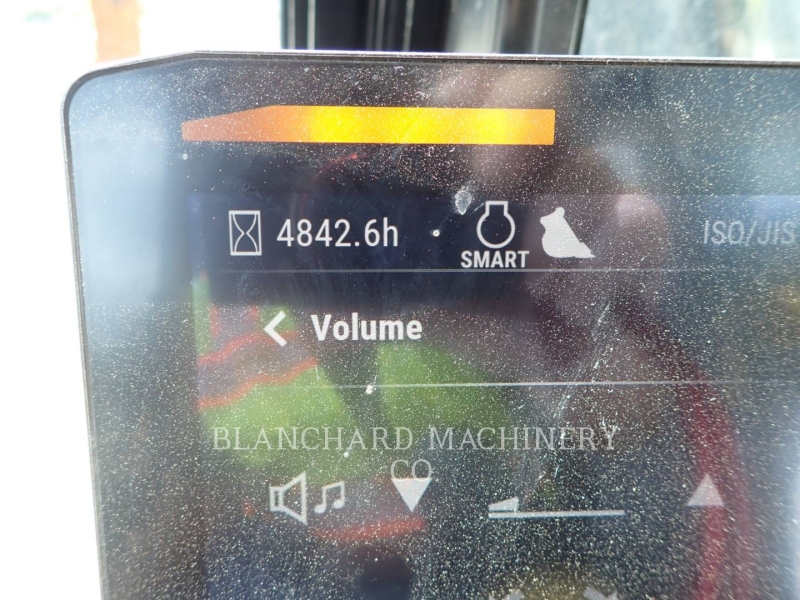 4842.6h SMART ISO/JIS
Volume
BLANCHARD MACHINERY
CO